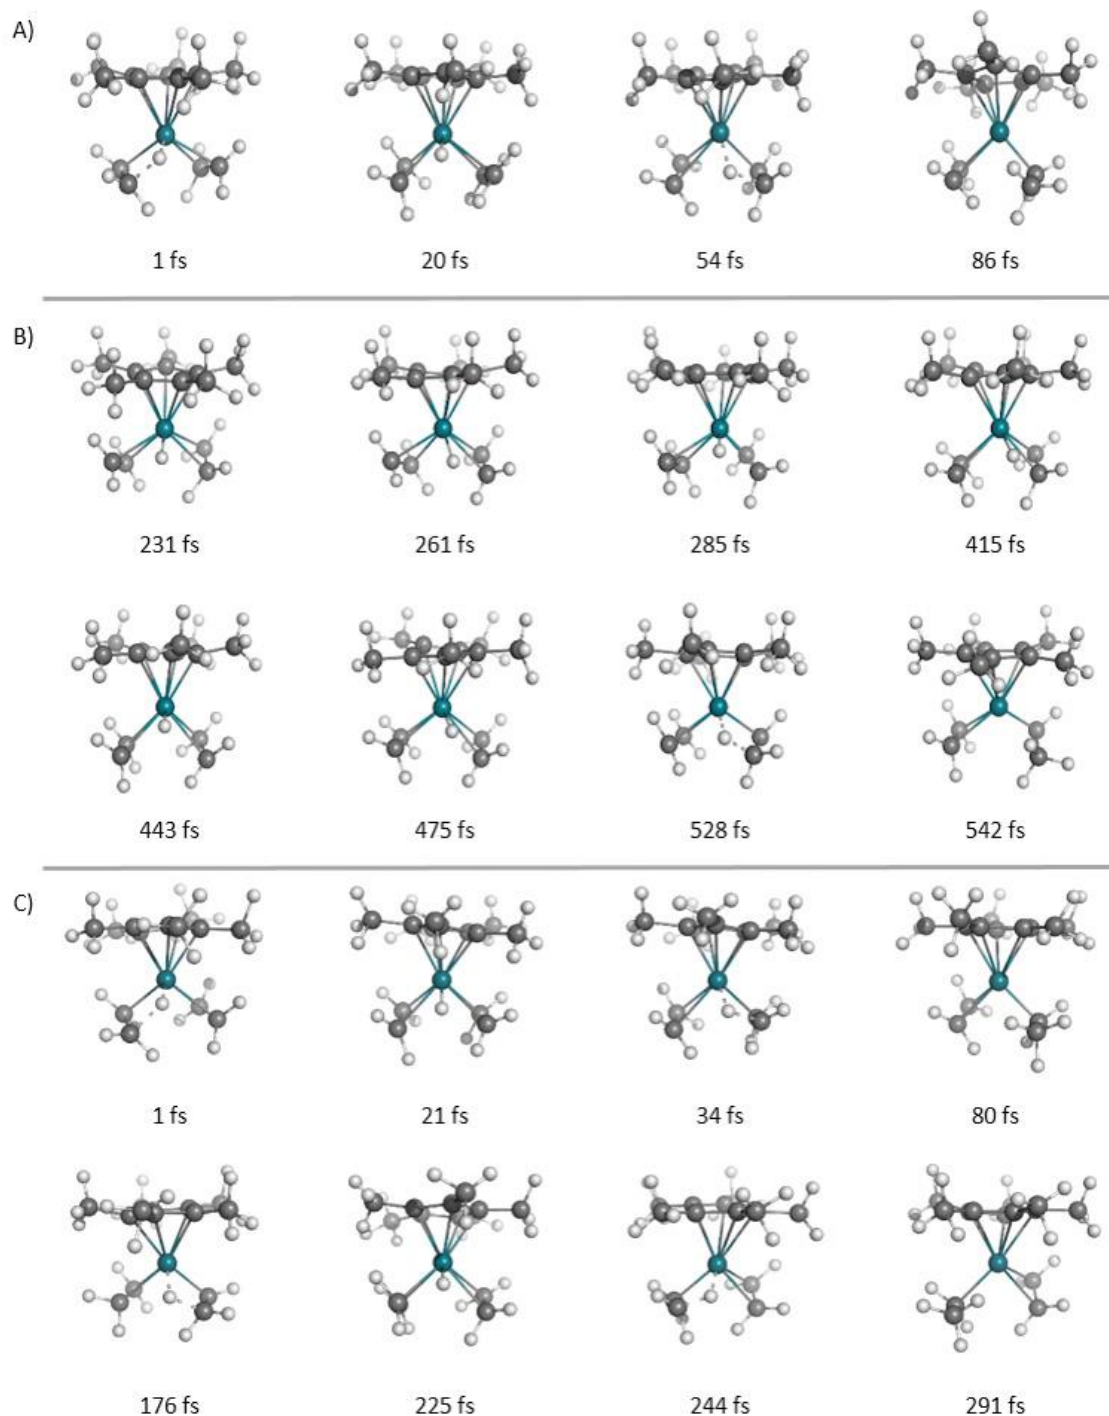 A)
1 fs 20 fs 54 fs 86 fs
B)
231 fs 261 fs 285 fs 415 fs
443 fs 475 fs 528 fs 542 fs
C)
1 fs 21 fs 34 fs 80 fs
176 fs 225 fs 244 fs 291 fs